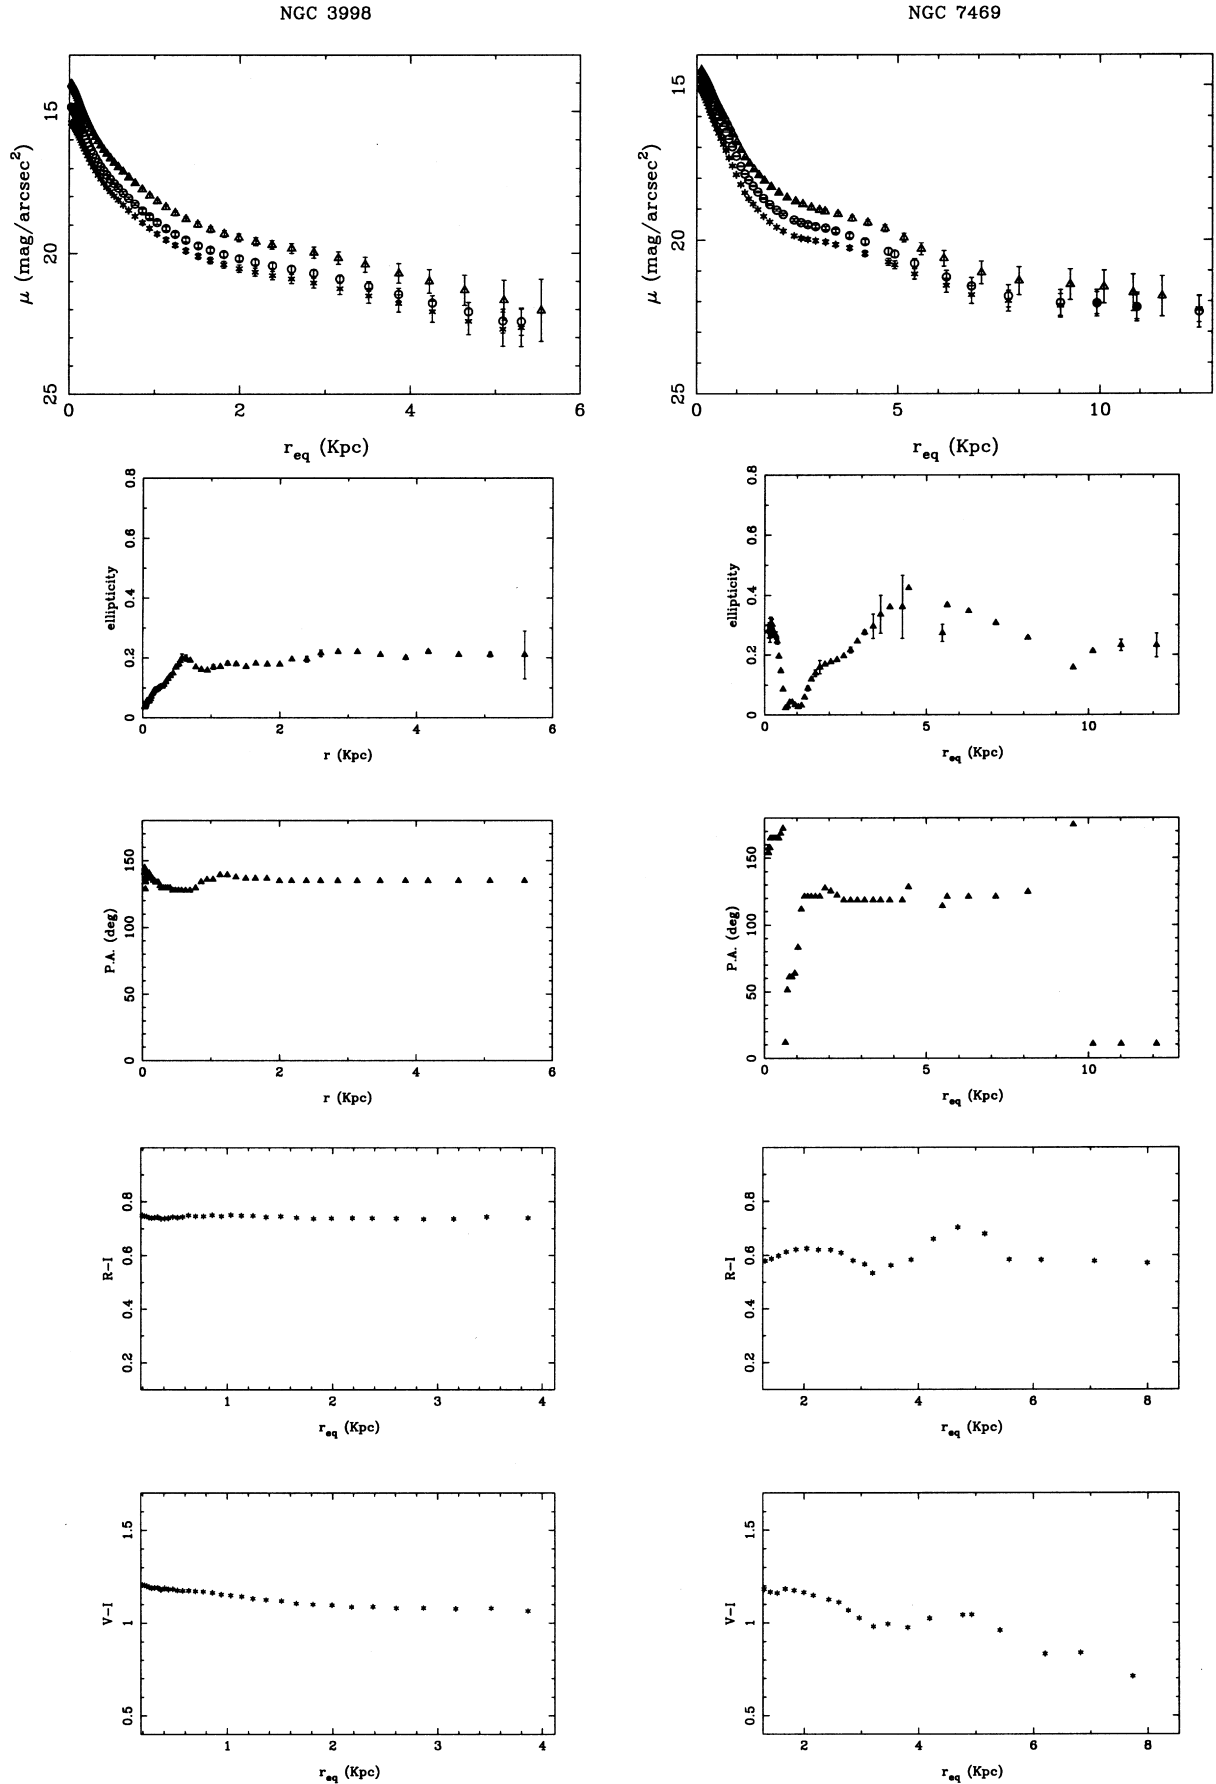 NGC 3998
NGC 7469
15
20
25
μ (mag/arcsec²)
0 2 4 6
r_eq (Kpc)
15
20
25
μ (mag/arcsec²)
0 5 10
r_eq (Kpc)
0.8
0.6
0.4
0.2
0
ellipticity
0 2 4 6
r (Kpc)
0.8
0.6
0.4
0.2
0
ellipticity
0 5 10
r_eq (Kpc)
150
100
50
0
P.A. (deg)
0 2 4 6
r (Kpc)
150
100
50
0
P.A. (deg)
0 5 10
r_eq (Kpc)
0.8
0.6
0.4
0.2
R-I
1 2 3 4
r_eq (Kpc)
0.8
0.6
0.4
0.2
R-I
2 4 6 8
r_eq (Kpc)
1.5
1
0.5
V-I
1 2 3 4
r_eq (Kpc)
1.5
1
0.5
V-I
2 4 6 8
r_eq (Kpc)